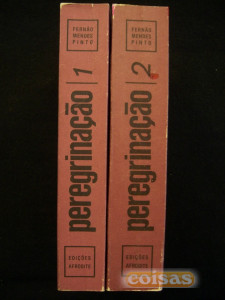 FERNÃO
MENDES
PINTO
peregrinação 1
EDIÇÕES
AFRODITE
FERNÃO
MENDES
PINTO
peregrinação 2
EDIÇÕES
AFRODITE
coisas